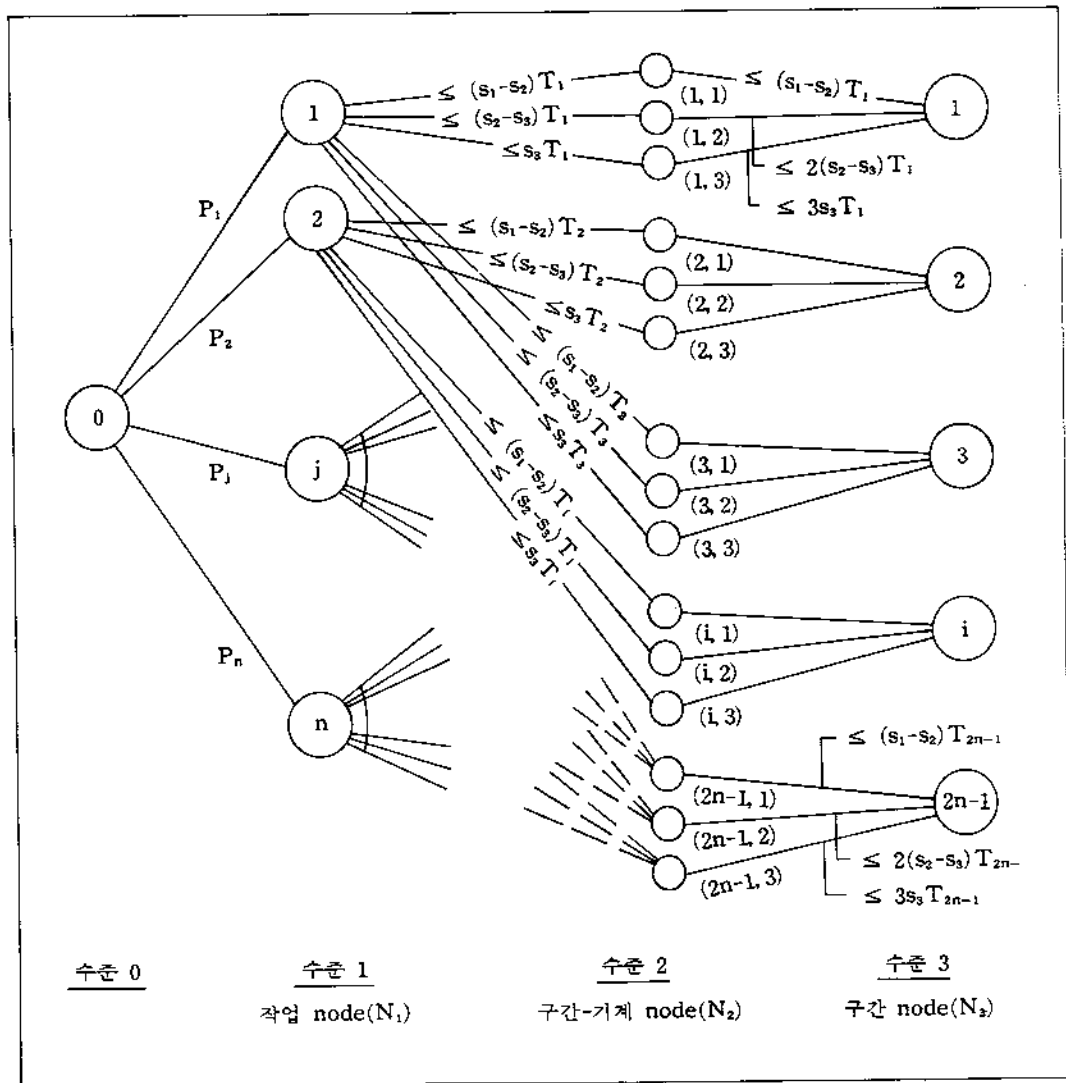 1
≤ (s₁-s₂)T₁
(1, 1)
≤ (s₁-s₂)T₁
1
≤ (s₂-s₃)T₁
(1, 2)
≤ 2(s₂-s₃)T₁
≤s₃T₁
(1, 3)
≤ 3s₃T₁
P₁
2
≤ (s₁-s₂)T₂
(2, 1)
2
≤(s₂-s₃)T₂
(2, 2)
≤s₃T₂
(2, 3)
P₂
0
≤ (s₁-s₂)T₃
(3, 1)
≤ (s₂-s₃)T₃
(3, 2)
≤s₃T₃
(3, 3)
3
Pⱼ
j
≤ (s₁-s₂)Tᵢ
(i, 1)
≤ (s₂-s₃)Tᵢ
(i, 2)
≤s₃Tᵢ
(i, 3)
i
Pₙ
n
≤ (s₁-s₂)T₂ₙ₋₁
(2n-1, 1)
2n-1
(2n-1, 2)
≤ 2(s₂-s₃)T₂ₙ₋
(2n-1, 3)
≤ 3s₃T₂ₙ₋₁
수준 0
수준 1
수준 2
수준 3
작업 node(N₁)
구간-기계 node(N₂)
구간 node(N₃)